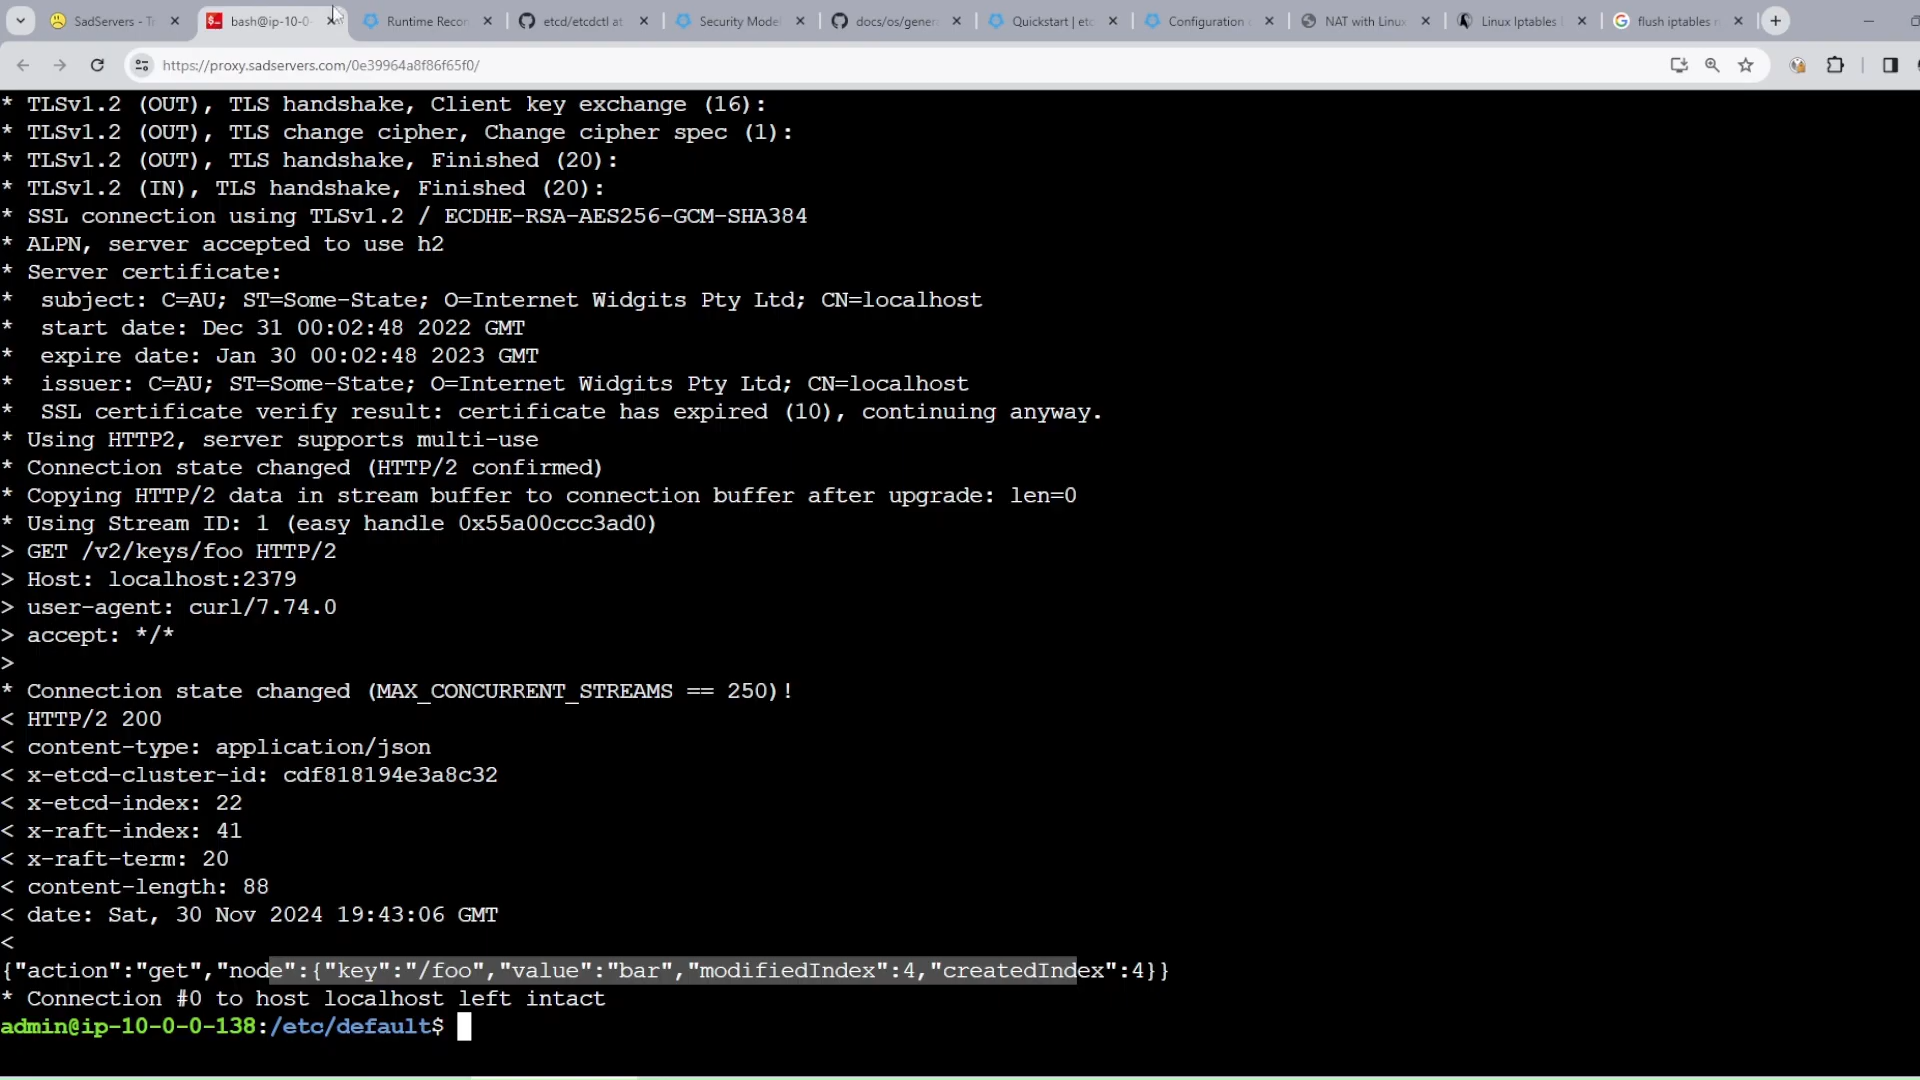 SadServers - Tr
bash@ip-10-0-
Runtime Recon
etcd/etcdctl at
Security Model
docs/os/gener
Quickstart | etc
Configuration
NAT with Linux
Linux Iptables
flush iptables n
https://proxy.sadservers.com/0e39964a8f86f65f0/
* TLSv1.2 (OUT), TLS handshake, Client key exchange (16):
* TLSv1.2 (OUT), TLS change cipher, Change cipher spec (1):
* TLSv1.2 (OUT), TLS handshake, Finished (20):
* TLSv1.2 (IN), TLS handshake, Finished (20):
* SSL connection using TLSv1.2 / ECDHE-RSA-AES256-GCM-SHA384
* ALPN, server accepted to use h2
* Server certificate:
*  subject: C=AU; ST=Some-State; O=Internet Widgits Pty Ltd; CN=localhost
*  start date: Dec 31 00:02:48 2022 GMT
*  expire date: Jan 30 00:02:48 2023 GMT
*  issuer: C=AU; ST=Some-State; O=Internet Widgits Pty Ltd; CN=localhost
*  SSL certificate verify result: certificate has expired (10), continuing anyway.
* Using HTTP2, server supports multi-use
* Connection state changed (HTTP/2 confirmed)
* Copying HTTP/2 data in stream buffer to connection buffer after upgrade: len=0
* Using Stream ID: 1 (easy handle 0x55a00ccc3ad0)
> GET /v2/keys/foo HTTP/2
> Host: localhost:2379
> user-agent: curl/7.74.0
> accept: */*
>
* Connection state changed (MAX_CONCURRENT_STREAMS == 250)!
< HTTP/2 200
< content-type: application/json
< x-etcd-cluster-id: cdf818194e3a8c32
< x-etcd-index: 22
< x-raft-index: 41
< x-raft-term: 20
< content-length: 88
< date: Sat, 30 Nov 2024 19:43:06 GMT
<
{"action":"get","node":{"key":"/foo","value":"bar","modifiedIndex":4,"createdIndex":4}}
* Connection #0 to host localhost left intact
admin@ip-10-0-0-138:/etc/default$